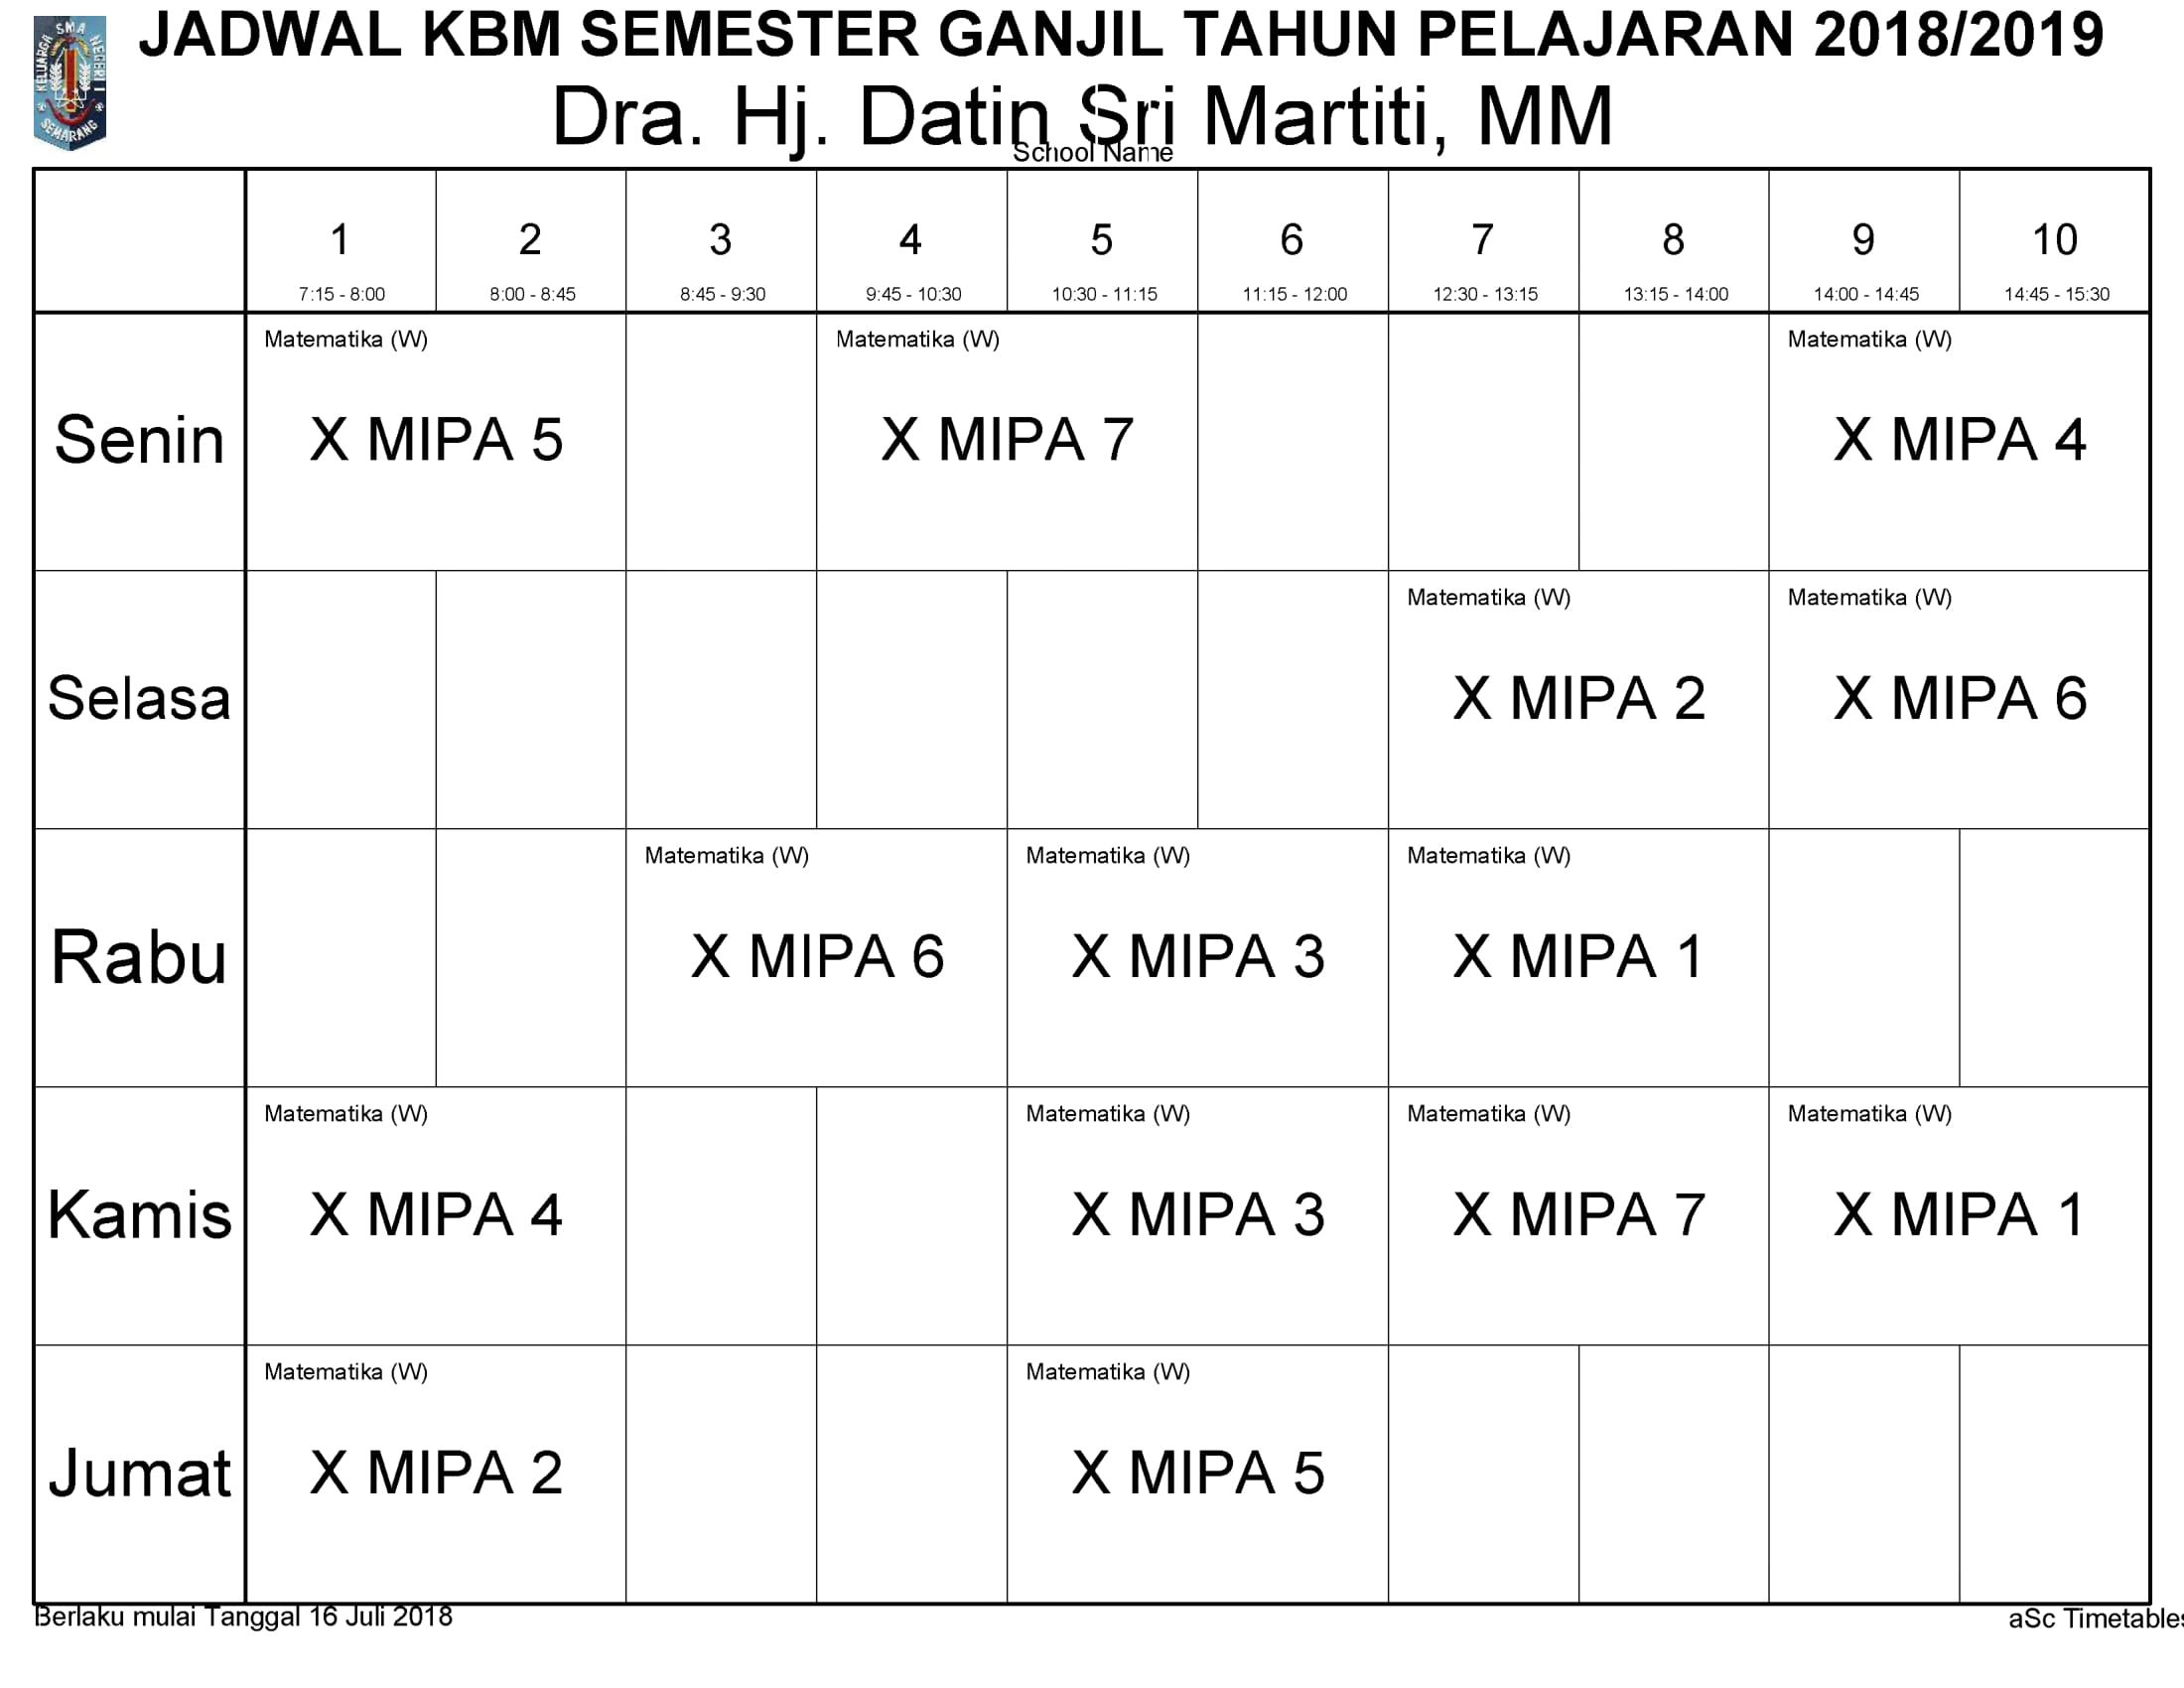 KELUARGA SMA NEGERI 1
SEMARANG
JADWAL KBM SEMESTER GANJIL TAHUN PELAJARAN 2018/2019
Dra. Hj. Datin Sri Martiti, MM
School Name
1 2 3 4 5 6 7 8 9 10
7:15 - 8:00 8:00 - 8:45 8:45 - 9:30 9:45 - 10:30 10:30 - 11:15 11:15 - 12:00 12:30 - 13:15 13:15 - 14:00 14:00 - 14:45 14:45 - 15:30
Matematika (W) Matematika (W) Matematika (W)
Senin X MIPA 5 X MIPA 7 X MIPA 4
Matematika (W) Matematika (W)
Selasa X MIPA 2 X MIPA 6
Matematika (W) Matematika (W) Matematika (W)
Rabu X MIPA 6 X MIPA 3 X MIPA 1
Matematika (W) Matematika (W) Matematika (W) Matematika (W)
Kamis X MIPA 4 X MIPA 3 X MIPA 7 X MIPA 1
Matematika (W) Matematika (W)
Jumat X MIPA 2 X MIPA 5
Berlaku mulai Tanggal 16 Juli 2018 aSc Timetables